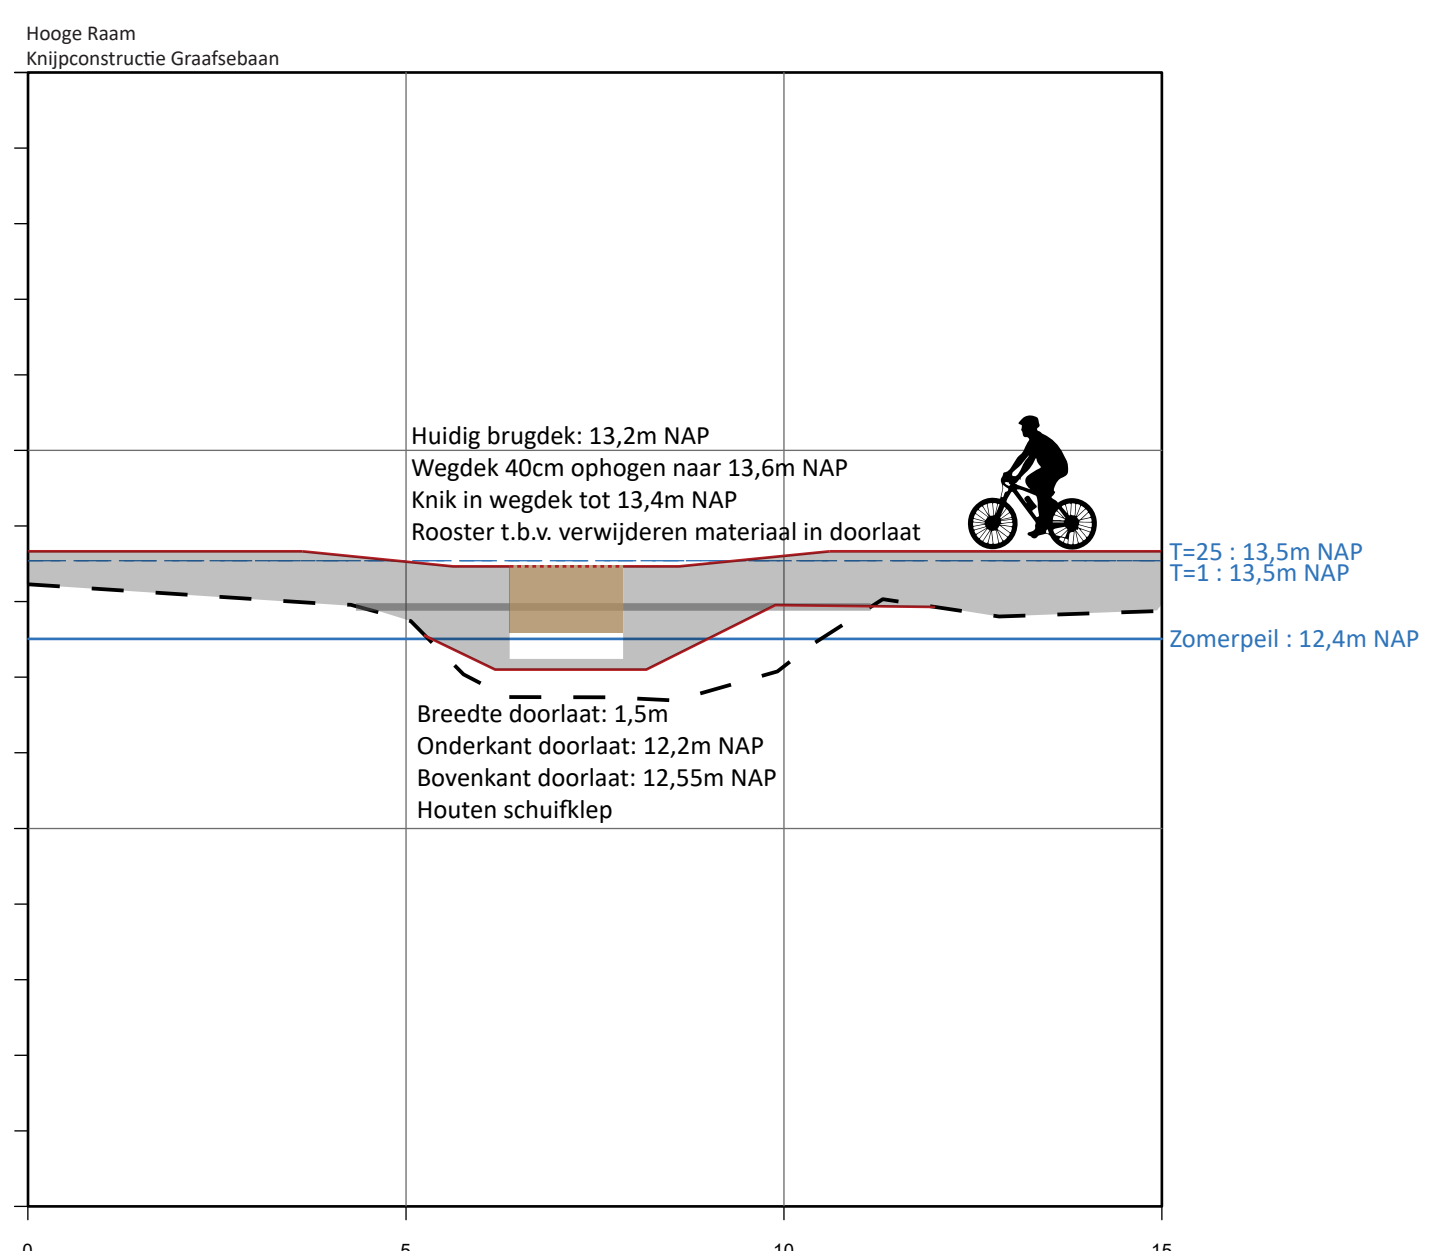 Hooge Raam
Knijpconstructie Graafsebaan
Huidig brugdek: 13,2m NAP
Wegdek 40cm ophogen naar 13,6m NAP
Knik in wegdek tot 13,4m NAP
Rooster t.b.v. verwijderen materiaal in doorlaat
T=25 : 13,5m NAP
T=1 : 13,5m NAP
Zomerpeil : 12,4m NAP
Breedte doorlaat: 1,5m
Onderkant doorlaat: 12,2m NAP
Bovenkant doorlaat: 12,55m NAP
Houten schuifklep
0 5 10 15